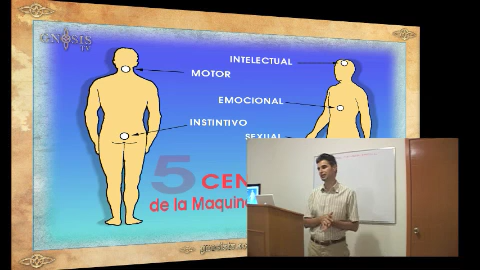 GNOSIS
TV
INTELECTUAL
MOTOR
EMOCIONAL
INSTINTIVO
SEXUAL
5 CEN
de la Maquin